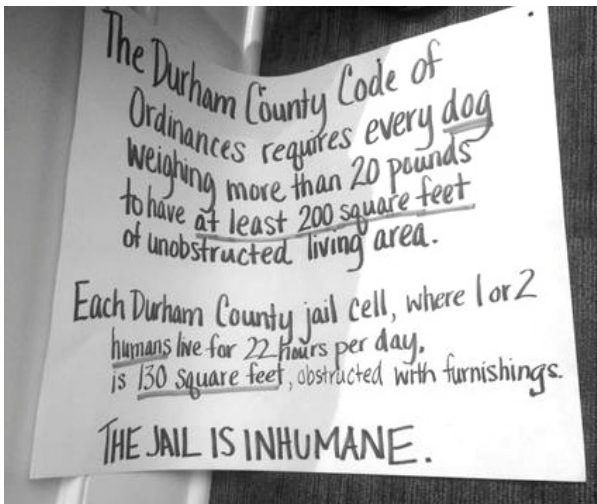 The Durham County Code of
Ordinances requires every dog
weighing more than 20 pounds
to have at least 200 square feet
of unobstructed living area.
Each Durham County jail cell, where 1 or 2
humans live for 22 hours per day,
is 130 square feet, obstructed with furnishings.
THE JAIL IS INHUMANE.